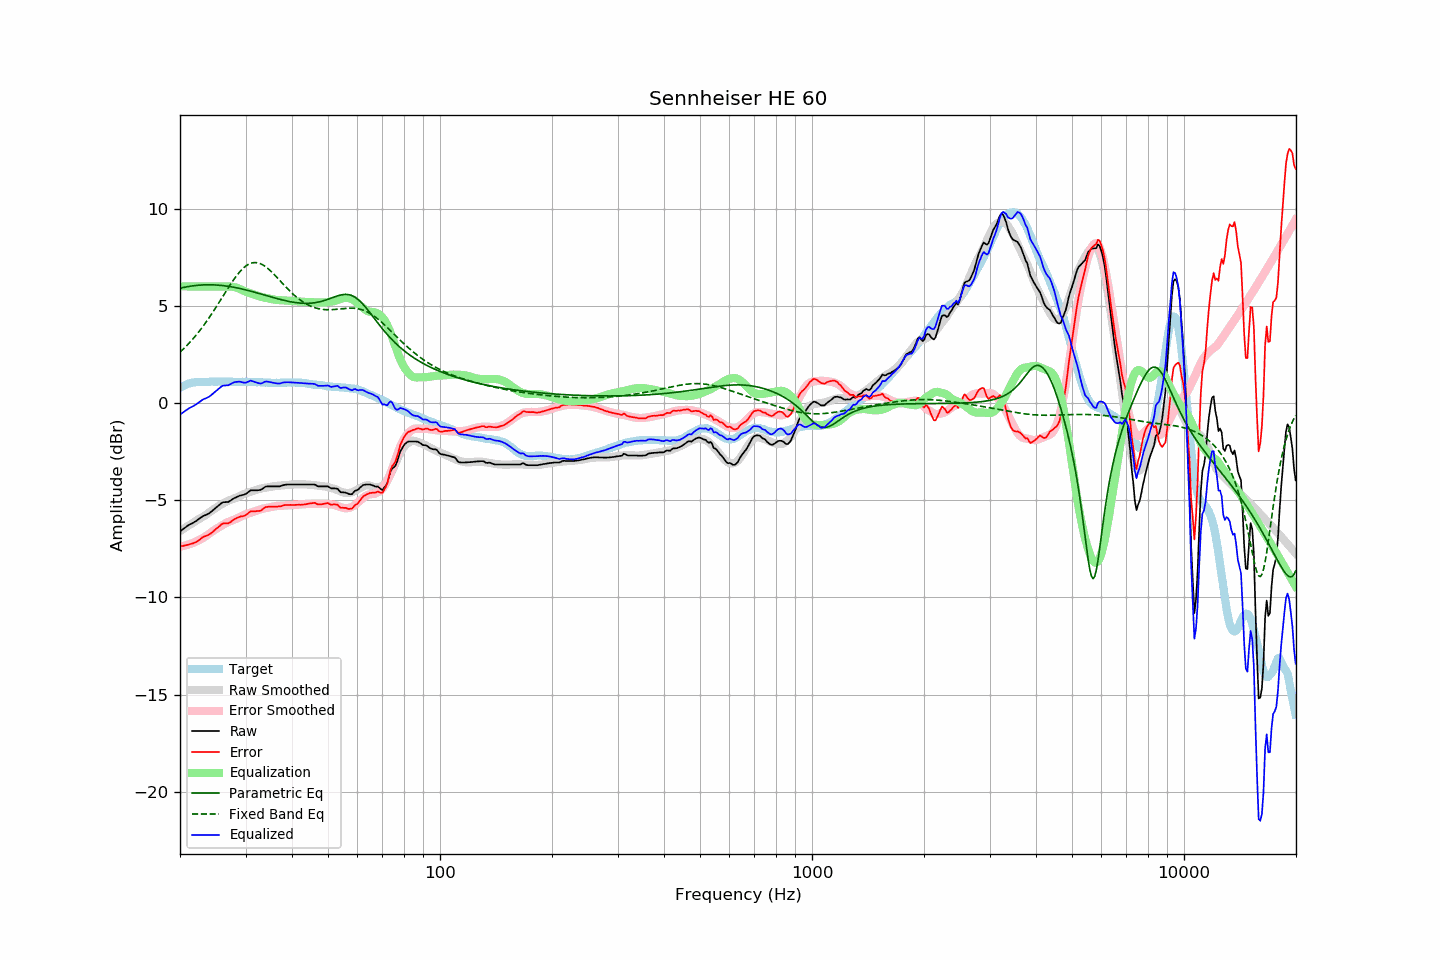 Sennheiser HE 60
10
5
0
−5
−10
−15
−20
Amplitude (dBr)
Target
Raw Smoothed
Error Smoothed
Raw
Error
Equalization
Parametric Eq
Fixed Band Eq
Equalized
100
1000
10000
Frequency (Hz)